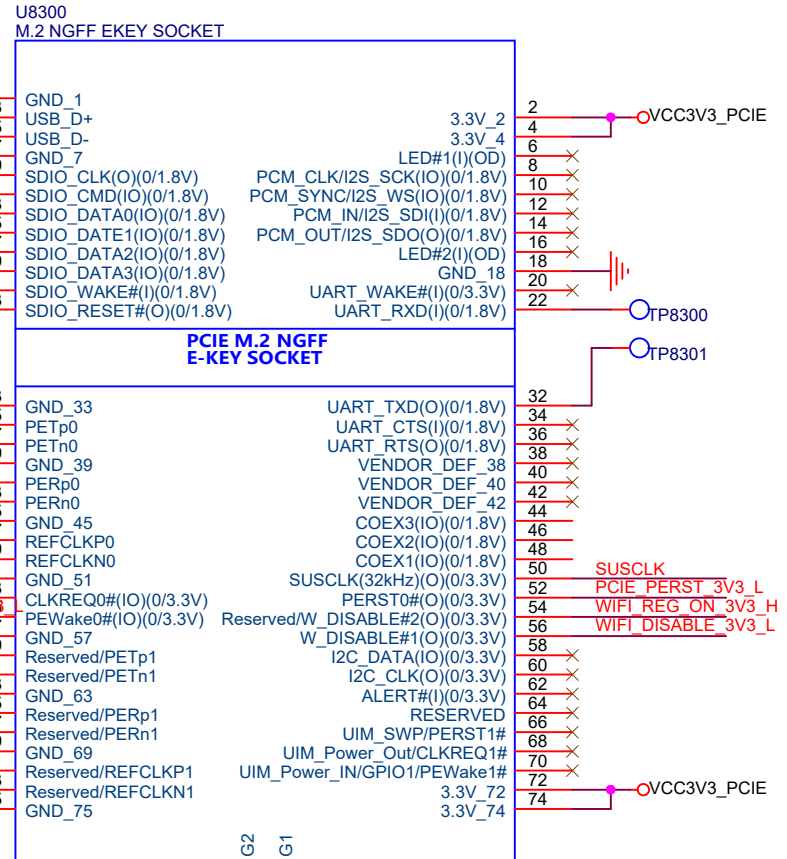 U8300
M.2 NGFF EKEY SOCKET
GND_1
USB_D+
USB_D-
GND_7
SDIO_CLK(O)(0/1.8V)
SDIO_CMD(IO)(0/1.8V)
SDIO_DATA0(IO)(0/1.8V)
SDIO_DATE1(IO)(0/1.8V)
SDIO_DATA2(IO)(0/1.8V)
SDIO_DATA3(IO)(0/1.8V)
SDIO_WAKE#(I)(0/1.8V)
SDIO_RESET#(O)(0/1.8V)
3.3V_2 2 VCC3V3_PCIE
3.3V_4 4
LED#1(I)(OD) 6
PCM_CLK/I2S_SCK(IO)(0/1.8V) 8
PCM_SYNC/I2S_WS(IO)(0/1.8V) 10
PCM_IN/I2S_SDI(I)(0/1.8V) 12
PCM_OUT/I2S_SDO(O)(0/1.8V) 14
LED#2(I)(OD) 16
GND_18 18
UART_WAKE#(I)(0/3.3V) 20
UART_RXD(I)(0/1.8V) 22 TP8300
PCIE M.2 NGFF
E-KEY SOCKET
TP8301
GND_33
PETp0
PETn0
GND_39
PERp0
PERn0
GND_45
REFCLKP0
REFCLKN0
GND_51
CLKREQ0#(IO)(0/3.3V)
PEWake0#(IO)(0/3.3V)
GND_57
Reserved/PETp1
Reserved/PETn1
GND_63
Reserved/PERp1
Reserved/PERn1
GND_69
Reserved/REFCLKP1
Reserved/REFCLKN1
GND_75
UART_TXD(O)(0/1.8V) 32
UART_CTS(I)(0/1.8V) 34
UART_RTS(O)(0/1.8V) 36
VENDOR_DEF_38 38
VENDOR_DEF_40 40
VENDOR_DEF_42 42
COEX3(IO)(0/1.8V) 44
COEX2(IO)(0/1.8V) 46
COEX1(IO)(0/1.8V) 48
SUSCLK(32kHz)(O)(0/3.3V) 50 SUSCLK
PERST0#(O)(0/3.3V) 52 PCIE_PERST_3V3_L
Reserved/W_DISABLE#2(O)(0/3.3V) 54 WIFI_REG_ON_3V3_H
W_DISABLE#1(O)(0/3.3V) 56 WIFI_DISABLE_3V3_L
I2C_DATA(IO)(0/3.3V) 58
I2C_CLK(O)(0/3.3V) 60
ALERT#(I)(0/3.3V) 62
RESERVED 64
UIM_SWP/PERST1# 66
UIM_Power_Out/CLKREQ1# 68
UIM_Power_IN/GPIO1/PEWake1# 70
3.3V_72 72 VCC3V3_PCIE
3.3V_74 74
G2
G1